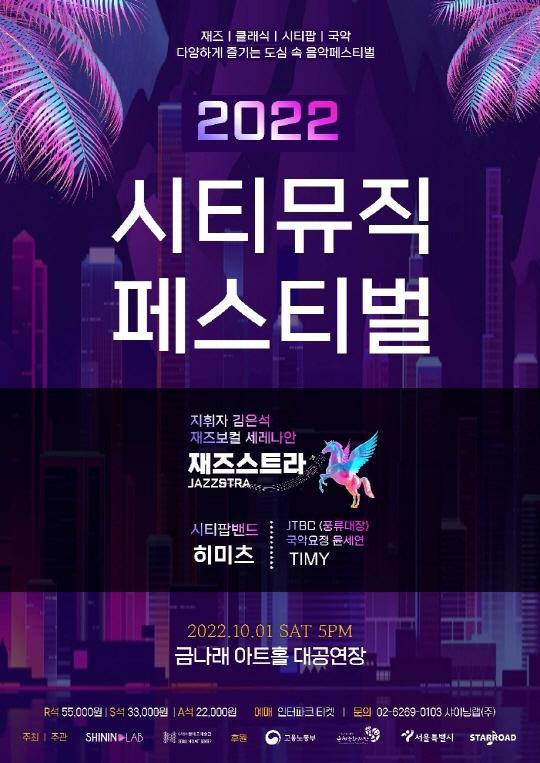 재즈 | 클래식 | 시티팝 | 국악
다양하게 즐기는 도심 속 음악페스티벌
2022
시티뮤직
페스티벌
지휘자 김은석
재즈보컬 세레나안
재즈스트라
JAZZSTRA
시티팝밴드
히미츠
JTBC 〈풍류대장〉
국악요정 윤세연
TIMY
2022.10.01 SAT 5PM
금나래 아트홀 대공연장
R석 55,000원 | S석 33,000원 | A석 22,000원 예매 인터파크 티켓 | 문의 02-6269-0103 샤이닝랩(주)
주최 | 주관 SHININ LAB 후원 고용노동부 서울특별시 STARROAD